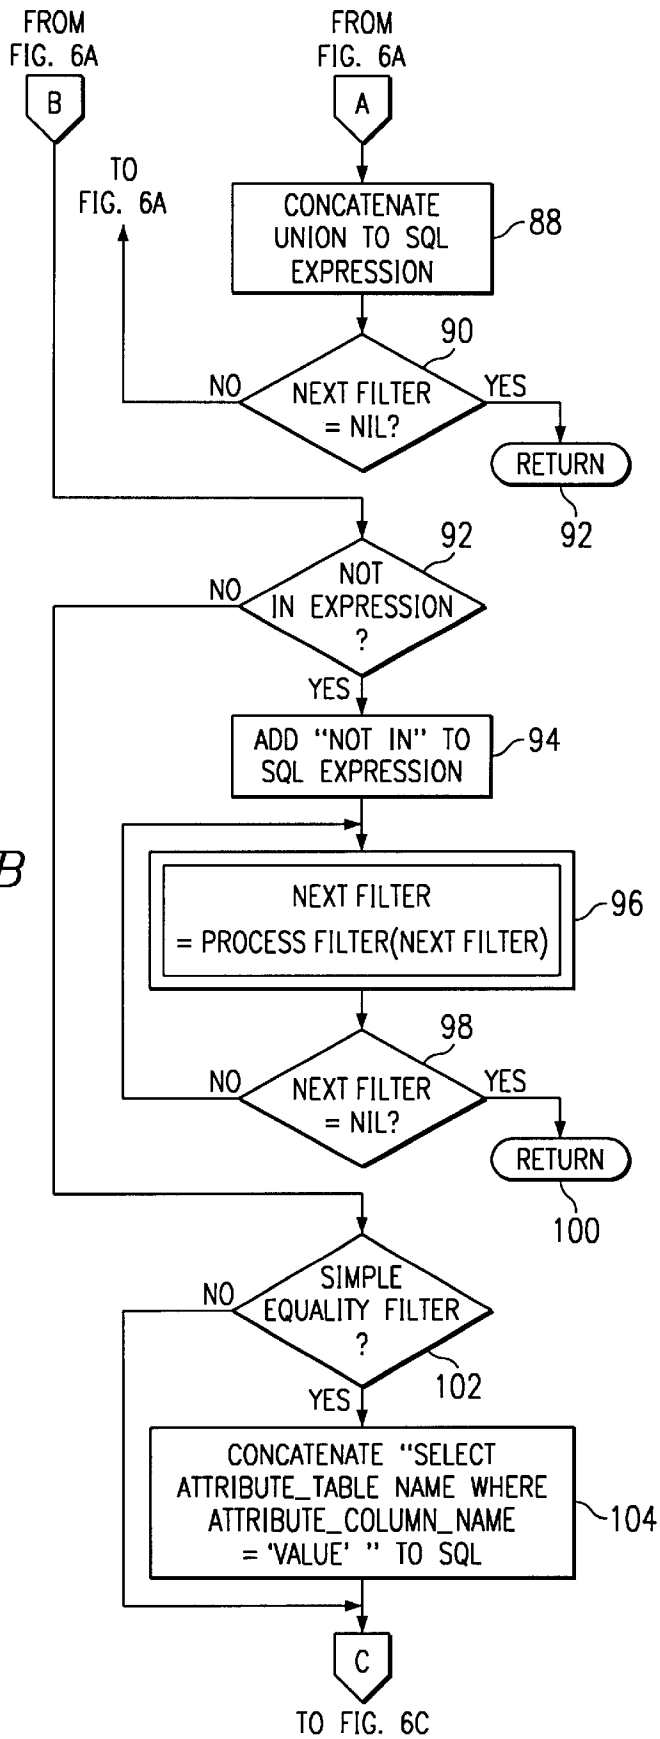 FROM
FIG. 6A
B
FROM
FIG. 6A
A
TO
FIG. 6A
CONCATENATE
UNION TO SQL
EXPRESSION
88
90
NO
NEXT FILTER
= NIL?
YES
RETURN
92
92
NO
NOT
IN EXPRESSION
?
YES
ADD "NOT IN" TO
SQL EXPRESSION
94
B
NEXT FILTER
= PROCESS FILTER(NEXT FILTER)
96
98
NO
NEXT FILTER
= NIL?
YES
RETURN
100
NO
SIMPLE
EQUALITY FILTER
?
102
YES
CONCATENATE "SELECT
ATTRIBUTE_TABLE NAME WHERE
ATTRIBUTE_COLUMN_NAME
= 'VALUE' " TO SQL
104
C
TO FIG. 6C